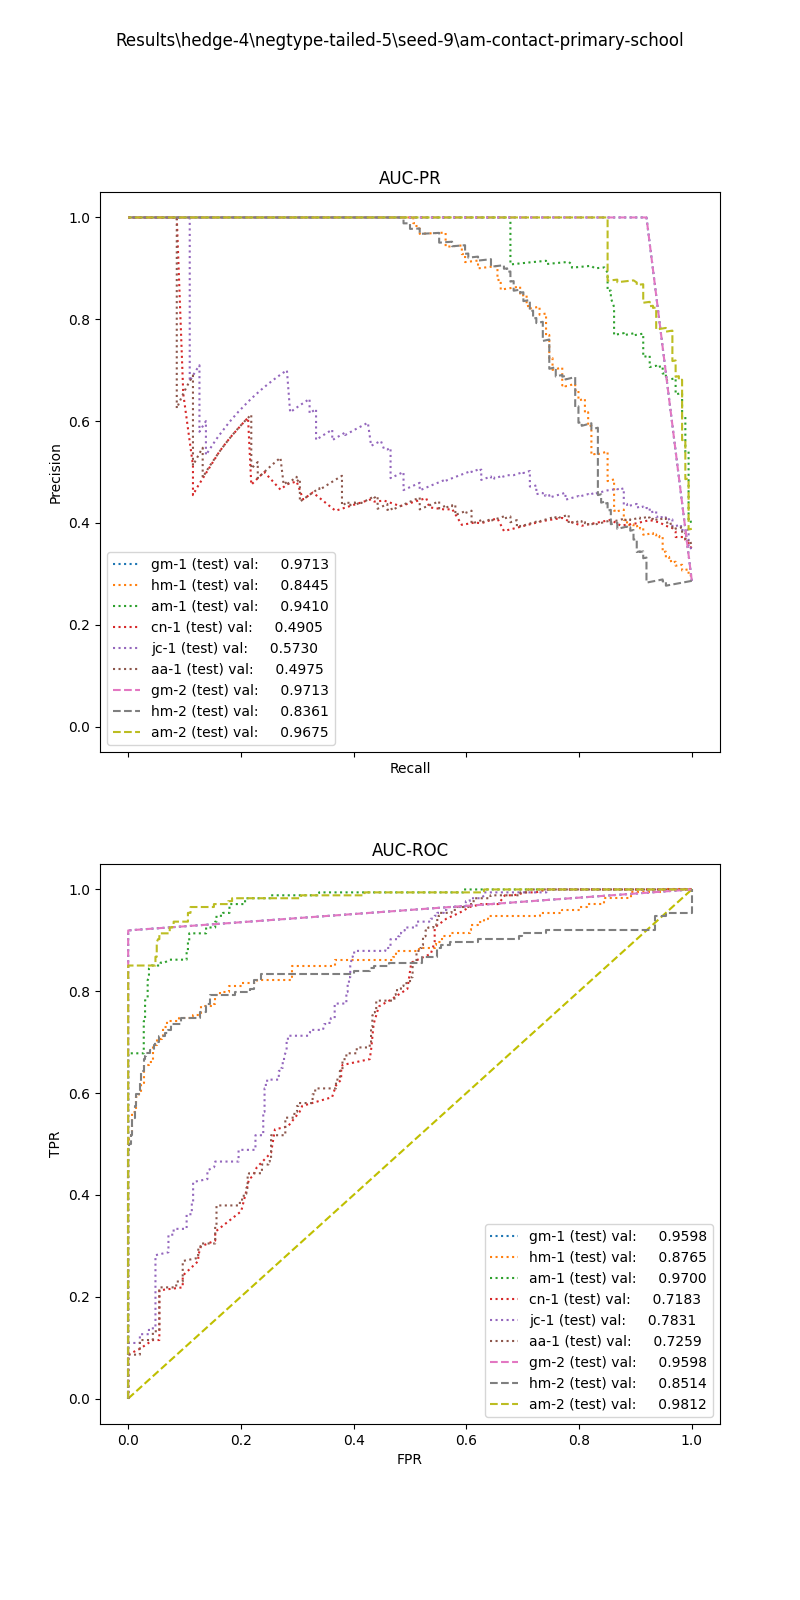 Results\hedge-4\negtype-tailed-5\seed-9\am-contact-primary-school
AUC-PR
1.0
0.8
0.6
0.4
0.2
0.0
Precision
gm-1 (test) val: 0.9713
hm-1 (test) val: 0.8445
am-1 (test) val: 0.9410
cn-1 (test) val: 0.4905
jc-1 (test) val: 0.5730
aa-1 (test) val: 0.4975
gm-2 (test) val: 0.9713
hm-2 (test) val: 0.8361
am-2 (test) val: 0.9675
Recall
AUC-ROC
1.0
0.8
0.6
0.4
0.2
0.0
TPR
gm-1 (test) val: 0.9598
hm-1 (test) val: 0.8765
am-1 (test) val: 0.9700
cn-1 (test) val: 0.7183
jc-1 (test) val: 0.7831
aa-1 (test) val: 0.7259
gm-2 (test) val: 0.9598
hm-2 (test) val: 0.8514
am-2 (test) val: 0.9812
0.0 0.2 0.4 0.6 0.8 1.0
FPR